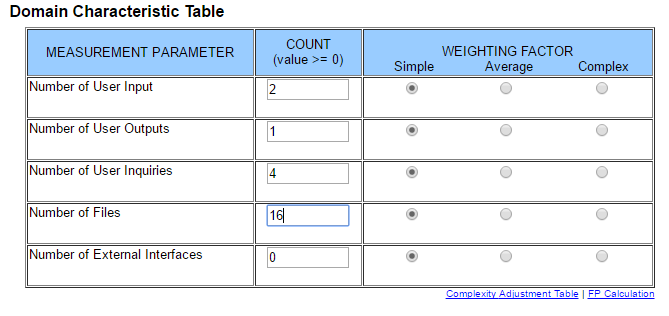 Domain Characteristic Table
MEASUREMENT PARAMETER
COUNT
(value >= 0)
WEIGHTING FACTOR
Simple Average Complex
Number of User Input 2
Number of User Outputs 1
Number of User Inquiries 4
Number of Files 16
Number of External Interfaces 0
Complexity Adjustment Table | FP Calculation